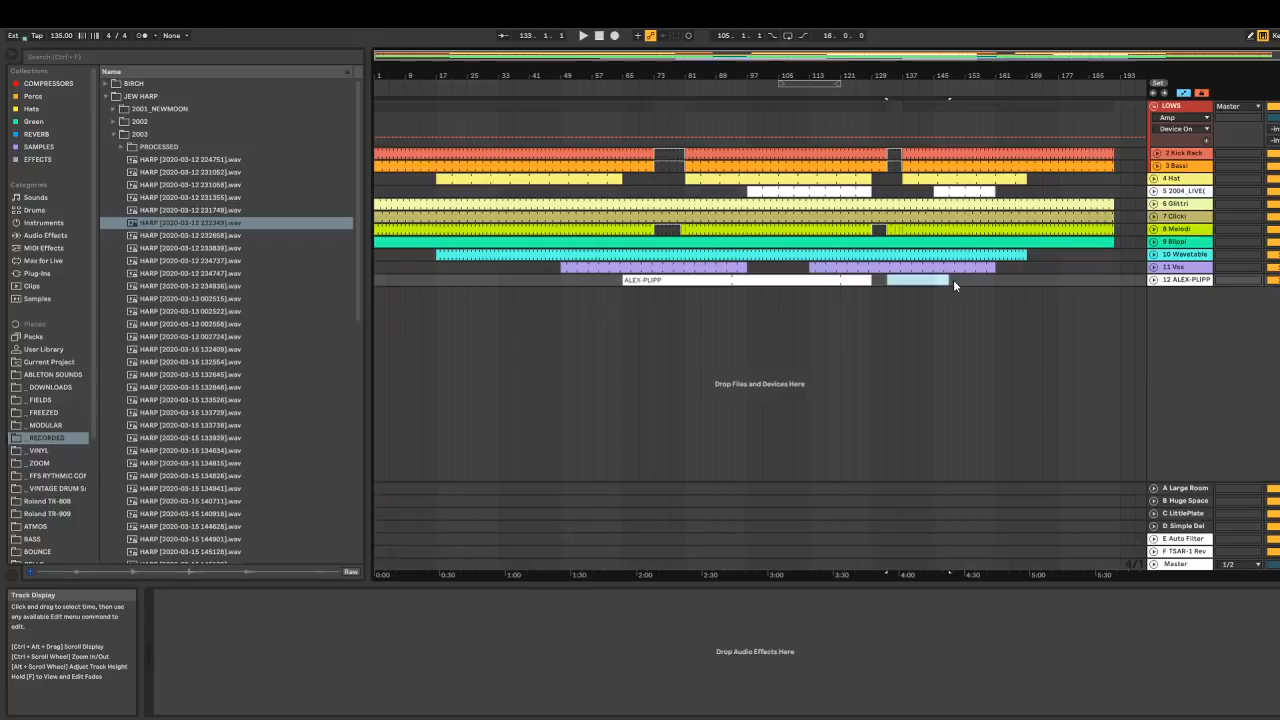 Ext Tap 135.00 4 / 4 None 133. 1. 1 105. 1. 1 16. 0. 0
Search (Ctrl + F)
Collections
COMPRESSORS
Percs
Hats
Green
REVERB
SAMPLES
EFFECTS
Categories
Sounds
Drums
Instruments
Audio Effects
MIDI Effects
Max for Live
Plug-Ins
Clips
Samples
Places
Packs
User Library
Current Project
ABLETON SOUNDS
_ DOWNLOADS
_ FIELDS
_ FREEZED
_ MODULAR
_ RECORDED
_ VINYL
_ ZOOM
_ FFS RYTHMIC COI
_ VINTAGE DRUM S
Roland TR-808
Roland TR-909
ATMOS
BASS
BOUNCE
Name
BIRCH
JEW HARP
2001_NEWMOON
2002
2003
PROCESSED
HARP [2020-03-12 224751].wav
HARP [2020-03-12 231052].wav
HARP [2020-03-12 231058].wav
HARP [2020-03-12 231355].wav
HARP [2020-03-12 231749].wav
HARP [2020-03-12 232349].wav
HARP [2020-03-12 232558].wav
HARP [2020-03-12 233839].wav
HARP [2020-03-12 234737].wav
HARP [2020-03-12 234747].wav
HARP [2020-03-12 234931].wav
HARP [2020-03-13 002515].wav
HARP [2020-03-13 002522].wav
HARP [2020-03-13 002558].wav
HARP [2020-03-13 002724].wav
HARP [2020-03-15 132409].wav
HARP [2020-03-15 132554].wav
HARP [2020-03-15 132645].wav
HARP [2020-03-15 132848].wav
HARP [2020-03-15 133729].wav
HARP [2020-03-15 133738].wav
HARP [2020-03-15 133929].wav
HARP [2020-03-15 134634].wav
HARP [2020-03-15 134815].wav
HARP [2020-03-15 134826].wav
HARP [2020-03-15 134941].wav
HARP [2020-03-15 140711].wav
HARP [2020-03-15 140918].wav
HARP [2020-03-15 144628].wav
HARP [2020-03-15 144901].wav
HARP [2020-03-15 145128].wav
Raw
1 9 17 25 33 41 49 57 65 73 81 89 97 105 113 121 129 137 145 153 161 169 177 185 193
ALEX-PLIPP
Drop Files and Devices Here
0:00 0:30 1:00 1:30 2:00 2:30 3:00 3:30 4:00 4:30 5:00 5:30
4/1
Set
LOWS Master
Amp
Device On
2 Kick Rack
3 Bassi
4 Hat
5 2004_LIVE(
6 Glittri
7 Clicki
8 Melodi
9 Blippi
10 Wavetable
11 Vox
12 ALEX-PLIPP
A Large Room
B Huge Space
C LittlePlate
D Simple Del
E Auto Filter
F TSAR-1 Rev
Master 1/2
Track Display
Click and drag to select time, then use
any available Edit menu command to
edit.
[Ctrl + Alt + Drag] Scroll Display
[Ctrl + Scroll Wheel] Zoom In/Out
[Alt + Scroll Wheel] Adjust Track Height
Hold [F] to View and Edit Fades
Drop Audio Effects Here